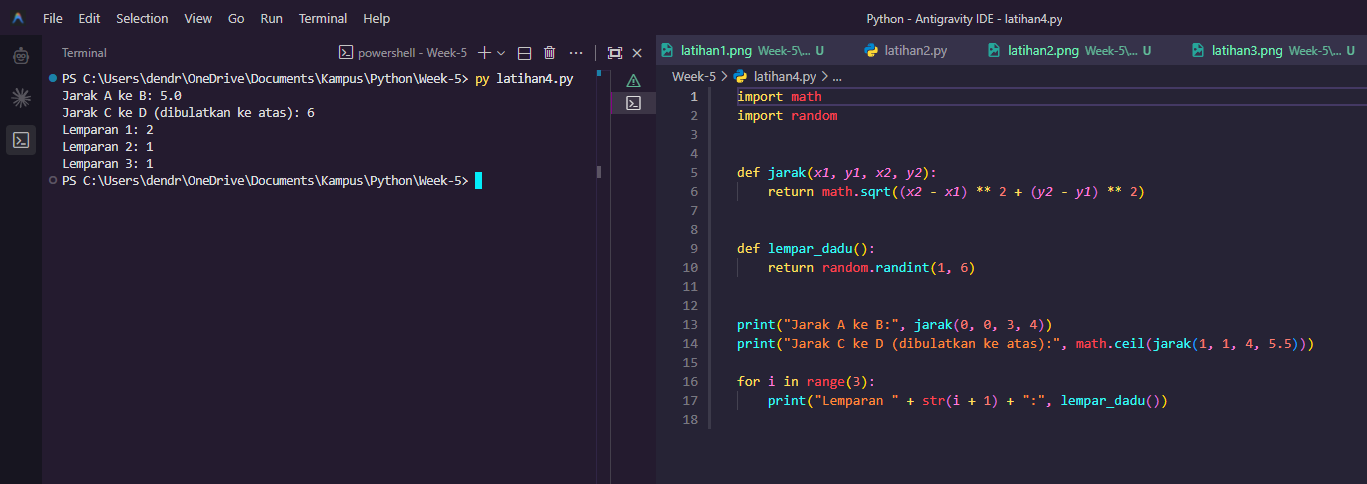 File Edit Selection View Go Run Terminal Help
Python - Antigravity IDE - latihan4.py
Terminal
powershell - Week-5
PS C:\Users\dendr\OneDrive\Documents\Kampus\Python\Week-5> py latihan4.py
Jarak A ke B: 5.0
Jarak C ke D (dibulatkan ke atas): 6
Lemparan 1: 2
Lemparan 2: 1
Lemparan 3: 1
PS C:\Users\dendr\OneDrive\Documents\Kampus\Python\Week-5>
latihan1.png Week-5\... U latihan2.py latihan2.png Week-5\... U latihan3.png Week-5\... U
Week-5 > latihan4.py > ...
1 import math
2 import random
3
4
5 def jarak(x1, y1, x2, y2):
6     return math.sqrt((x2 - x1) ** 2 + (y2 - y1) ** 2)
7
8
9 def lempar_dadu():
10     return random.randint(1, 6)
11
12
13 print("Jarak A ke B:", jarak(0, 0, 3, 4))
14 print("Jarak C ke D (dibulatkan ke atas):", math.ceil(jarak(1, 1, 4, 5.5)))
15
16 for i in range(3):
17     print("Lemparan " + str(i + 1) + ":", lempar_dadu())
18